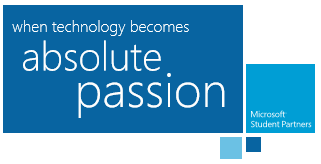 when technology becomes
absolute
passion
Microsoft
Student Partners